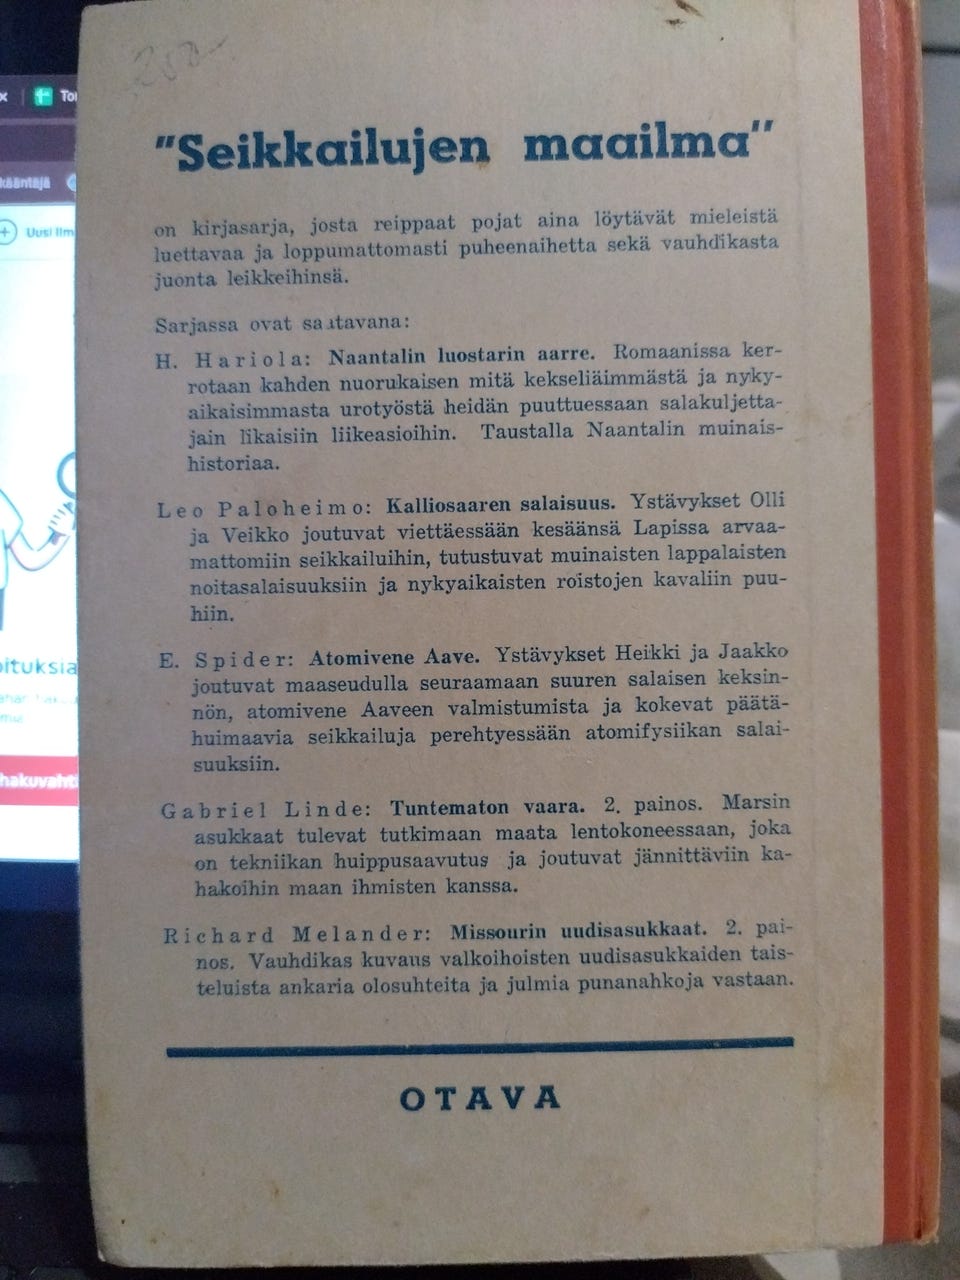 200
"Seikkailujen maailma"
on kirjasarja, josta reippaat pojat aina löytävät mieleistä
luettavaa ja loppumattomasti puheenaihetta sekä vauhdikasta
juonta leikkeihinsä.
Sarjassa ovat saatavana:
H. Hariola: Naantalin luostarin aarre. Romaanissa ker-
rotaan kahden nuorukaisen mitä kekseliäimmästä ja nyky-
aikaisimmasta urotyöstä heidän puuttuessaan salakuljetta-
jain likaisiin liikeasioihin. Taustalla Naantalin muinais-
historiaa.
Leo Paloheimo: Kalliosaaren salaisuus. Ystävykset Olli
ja Veikko joutuvat viettäessään kesäänsä Lapissa arvaa-
mattomiin seikkailuihin, tutustuvat muinaisten lappalaisten
noitasalaisuuksiin ja nykyaikaisten roistojen kavaliin puu-
hiin.
E. Spider: Atomivene Aave. Ystävykset Heikki ja Jaakko
joutuvat maaseudulla seuraamaan suuren salaisen keksin-
nön, atomivene Aaveen valmistumista ja kokevat päätä-
huimaavia seikkailuja perehtyessään atomifysiikan salai-
suuksiin.
Gabriel Linde: Tuntematon vaara. 2. painos. Marsin
asukkaat tulevat tutkimaan maata lentokoneessaan, joka
on tekniikan huippusaavutus ja joutuvat jännittäviin ka-
hakoihin maan ihmisten kanssa.
Richard Melander: Missourin uudisasukkaat. 2. pai-
nos. Vauhdikas kuvaus valkoihoisten uudisasukkaiden tais-
teluista ankaria olosuhteita ja julmia punanahkoja vastaan.
OTAVA
x
Tor
kääntäjä
Uusi ilm
oituksia
hakuvahti